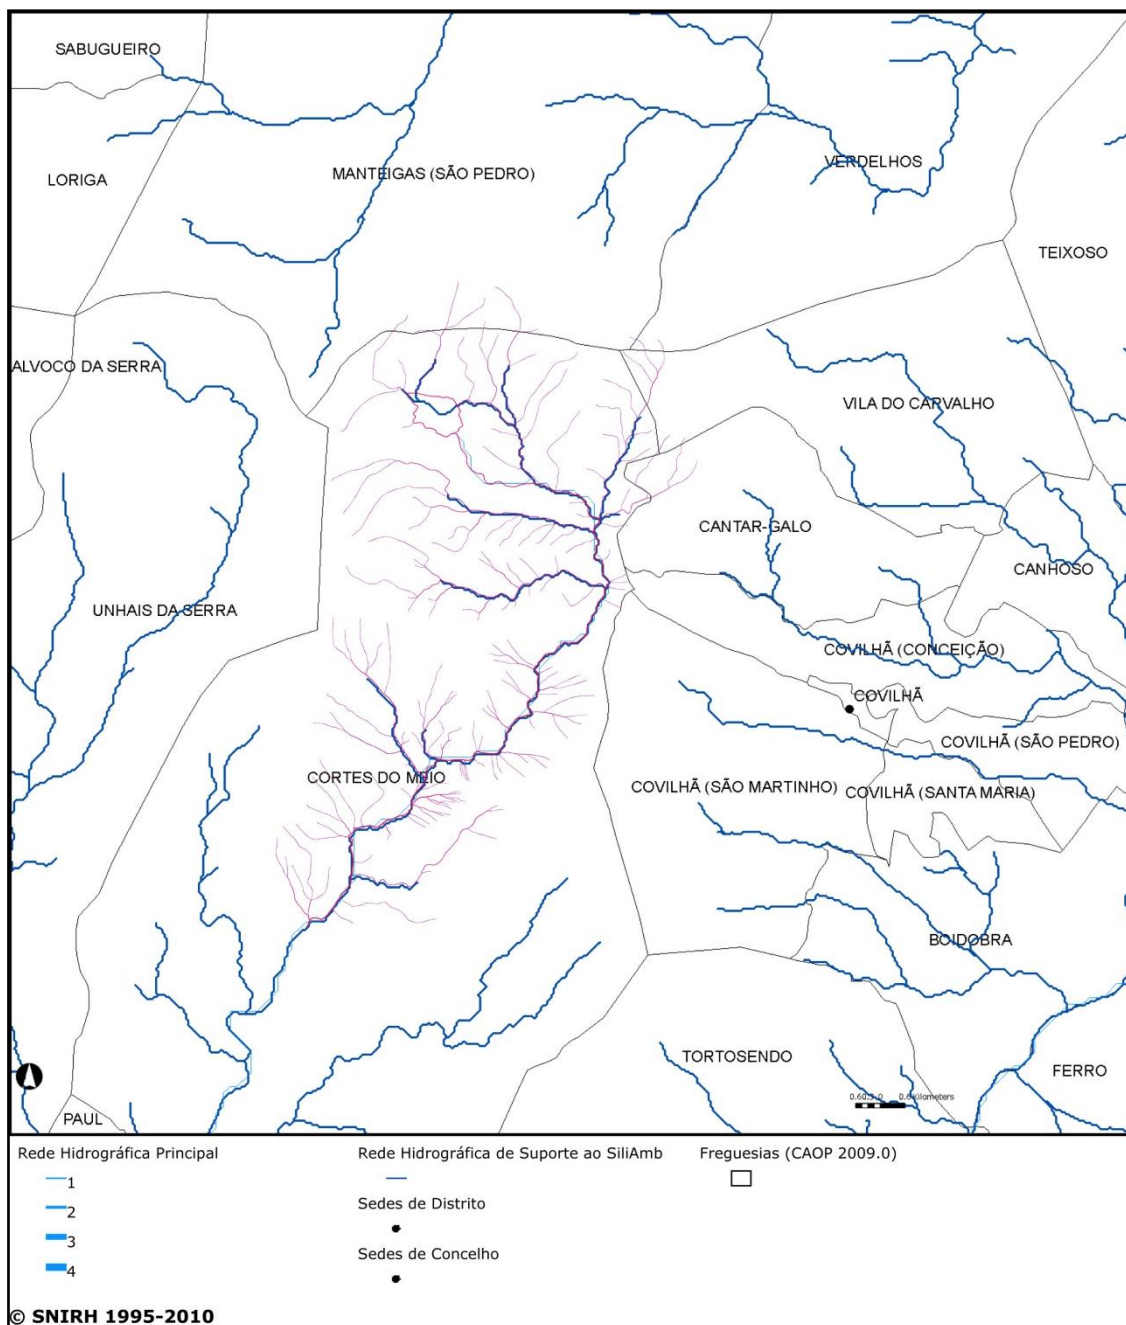 SABUGUEIRO
LORIGA
MANTEIGAS (SÃO PEDRO)
VERDELHOS
TEIXOSO
ALVOCO DA SERRA
VILA DO CARVALHO
CANTAR-GALO
CANHOSO
UNHAIS DA SERRA
COVILHÃ (CONCEIÇÃO)
COVILHÃ
COVILHÃ (SÃO PEDRO)
CORTES DO MEIO
COVILHÃ (SÃO MARTINHO)
COVILHÃ (SANTA MARIA)
BOIDOBRA
TORTOSENDO
FERRO
PAUL
Kilometers
Rede Hidrográfica Principal
1
2
3
4
Rede Hidrográfica de Suporte ao SiliAmb
Sedes de Distrito
Sedes de Concelho
Freguesias (CAOP 2009.0)
© SNIRH 1995-2010